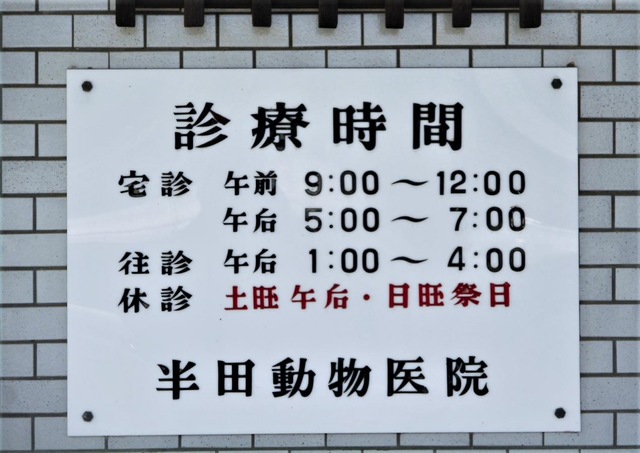 診療時間
宅診 午前 9:00〜12:00
午后 5:00〜7:00
往診 午后 1:00〜4:00
休診 土旺午后・日旺祭日
半田動物医院